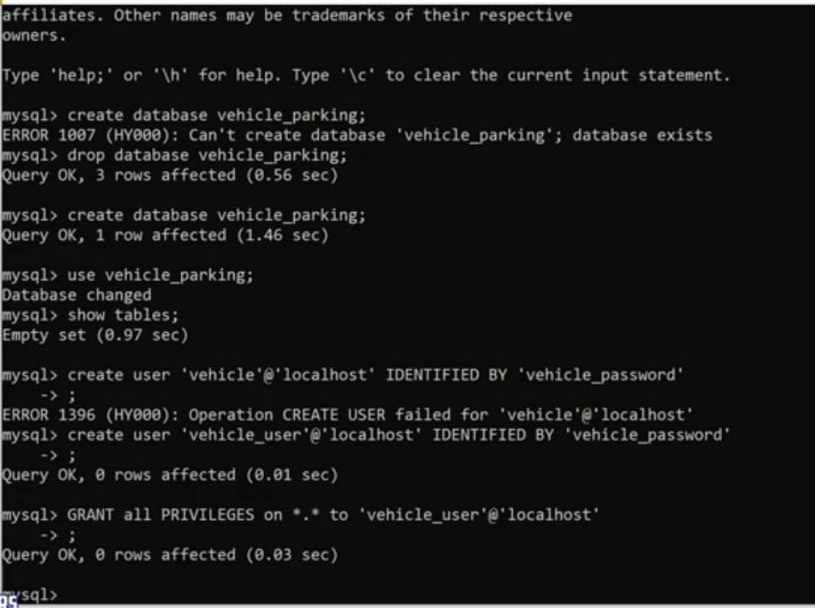 affiliates. Other names may be trademarks of their respective
owners.
Type 'help;' or '\h' for help. Type '\c' to clear the current input statement.
mysql> create database vehicle_parking;
ERROR 1007 (HY000): Can't create database 'vehicle_parking'; database exists
mysql> drop database vehicle_parking;
Query OK, 3 rows affected (0.56 sec)
mysql> create database vehicle_parking;
Query OK, 1 row affected (1.46 sec)
mysql> use vehicle_parking;
Database changed
mysql> show tables;
Empty set (0.97 sec)
mysql> create user 'vehicle'@'localhost' IDENTIFIED BY 'vehicle_password'
-> ;
ERROR 1396 (HY000): Operation CREATE USER failed for 'vehicle'@'localhost'
mysql> create user 'vehicle_user'@'localhost' IDENTIFIED BY 'vehicle_password'
-> ;
Query OK, 0 rows affected (0.01 sec)
mysql> GRANT all PRIVILEGES on *.* to 'vehicle_user'@'localhost'
-> ;
Query OK, 0 rows affected (0.03 sec)
mysql>